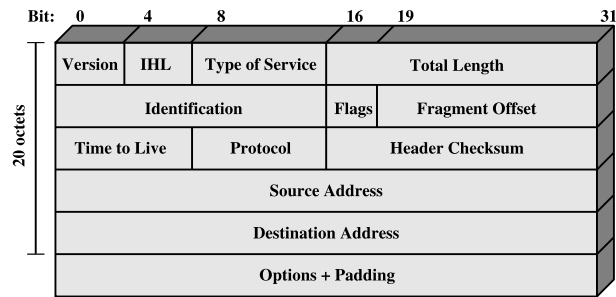 Bit: 0 4 8 16 19 31
Version IHL Type of Service Total Length
Identification Flags Fragment Offset
Time to Live Protocol Header Checksum
Source Address
Destination Address
Options + Padding
20 octets